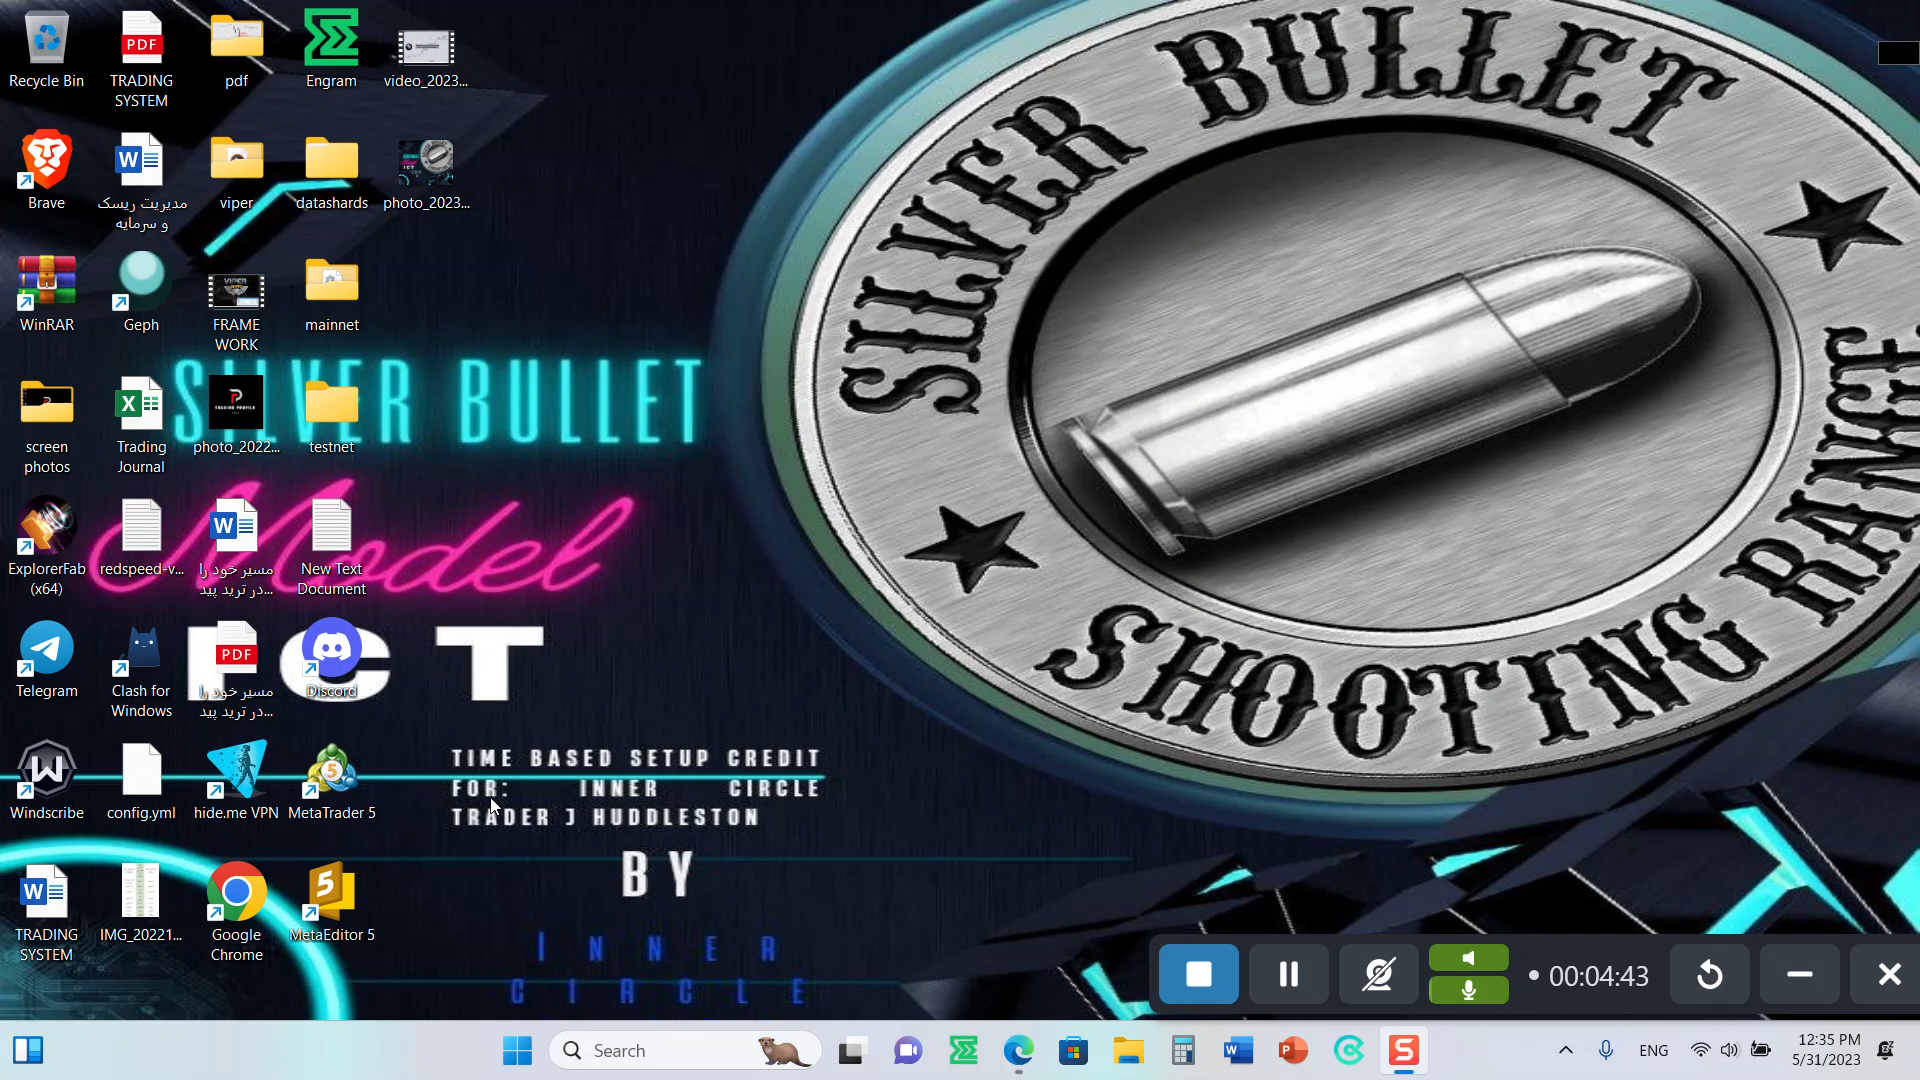 Recycle Bin
TRADING
SYSTEM
pdf
Engram
video_2023...
Brave
مدیریت ریسک
و سرمایه
viper
datashards
photo_2023...
WinRAR
Geph
FRAME
WORK
mainnet
screen
photos
Trading
Journal
photo_2022...
testnet
ExplorerFab
(x64)
redspeed-v...
مسیر خود را
در ترید پید...
New Text
Document
Telegram
Clash for
Windows
مسیر خود را
در ترید پید...
Discord
Windscribe
config.yml
hide.me VPN
MetaTrader 5
TRADING
SYSTEM
IMG_20221...
Google
Chrome
MetaEditor 5
SILVER BULLET
Model
ICT
TIME BASED SETUP CREDIT
FOR: INNER CIRCLE
TRADER J HUDDLESTON
BY
INNER
CIRCLE
SILVER BULLET
SHOOTING RANGE
00:04:43
Search
ENG
12:35 PM
5/31/2023